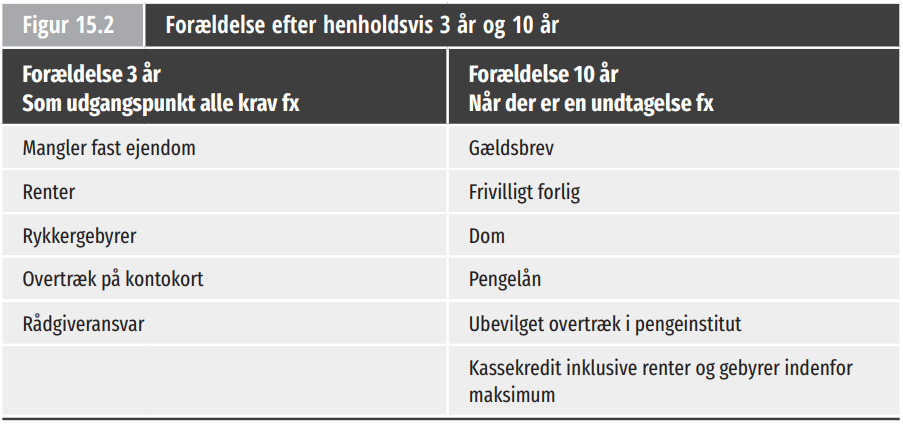 Figur 15.2 Forældelse efter henholdsvis 3 år og 10 år
Forældelse 3 år
Som udgangspunkt alle krav fx
Forældelse 10 år
Når der er en undtagelse fx
Mangler fast ejendom
Gældsbrev
Renter
Frivilligt forlig
Rykkergebyrer
Dom
Overtræk på kontokort
Pengelån
Rådgiveransvar
Ubevilget overtræk i pengeinstitut
Kassekredit inklusive renter og gebyrer indenfor
maksimum